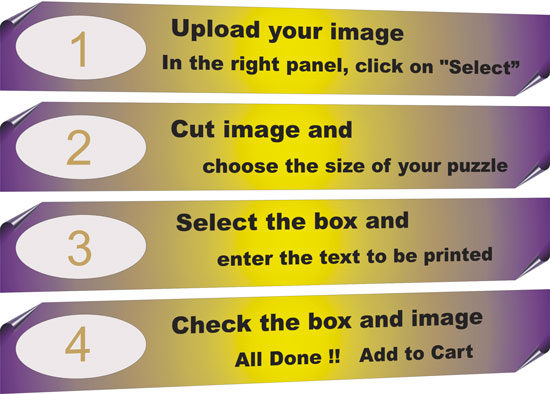 1
Upload your image
In the right panel, click on "Select”
2
Cut image and
choose the size of your puzzle
3
Select the box and
enter the text to be printed
4
Check the box and image
All Done !! Add to Cart